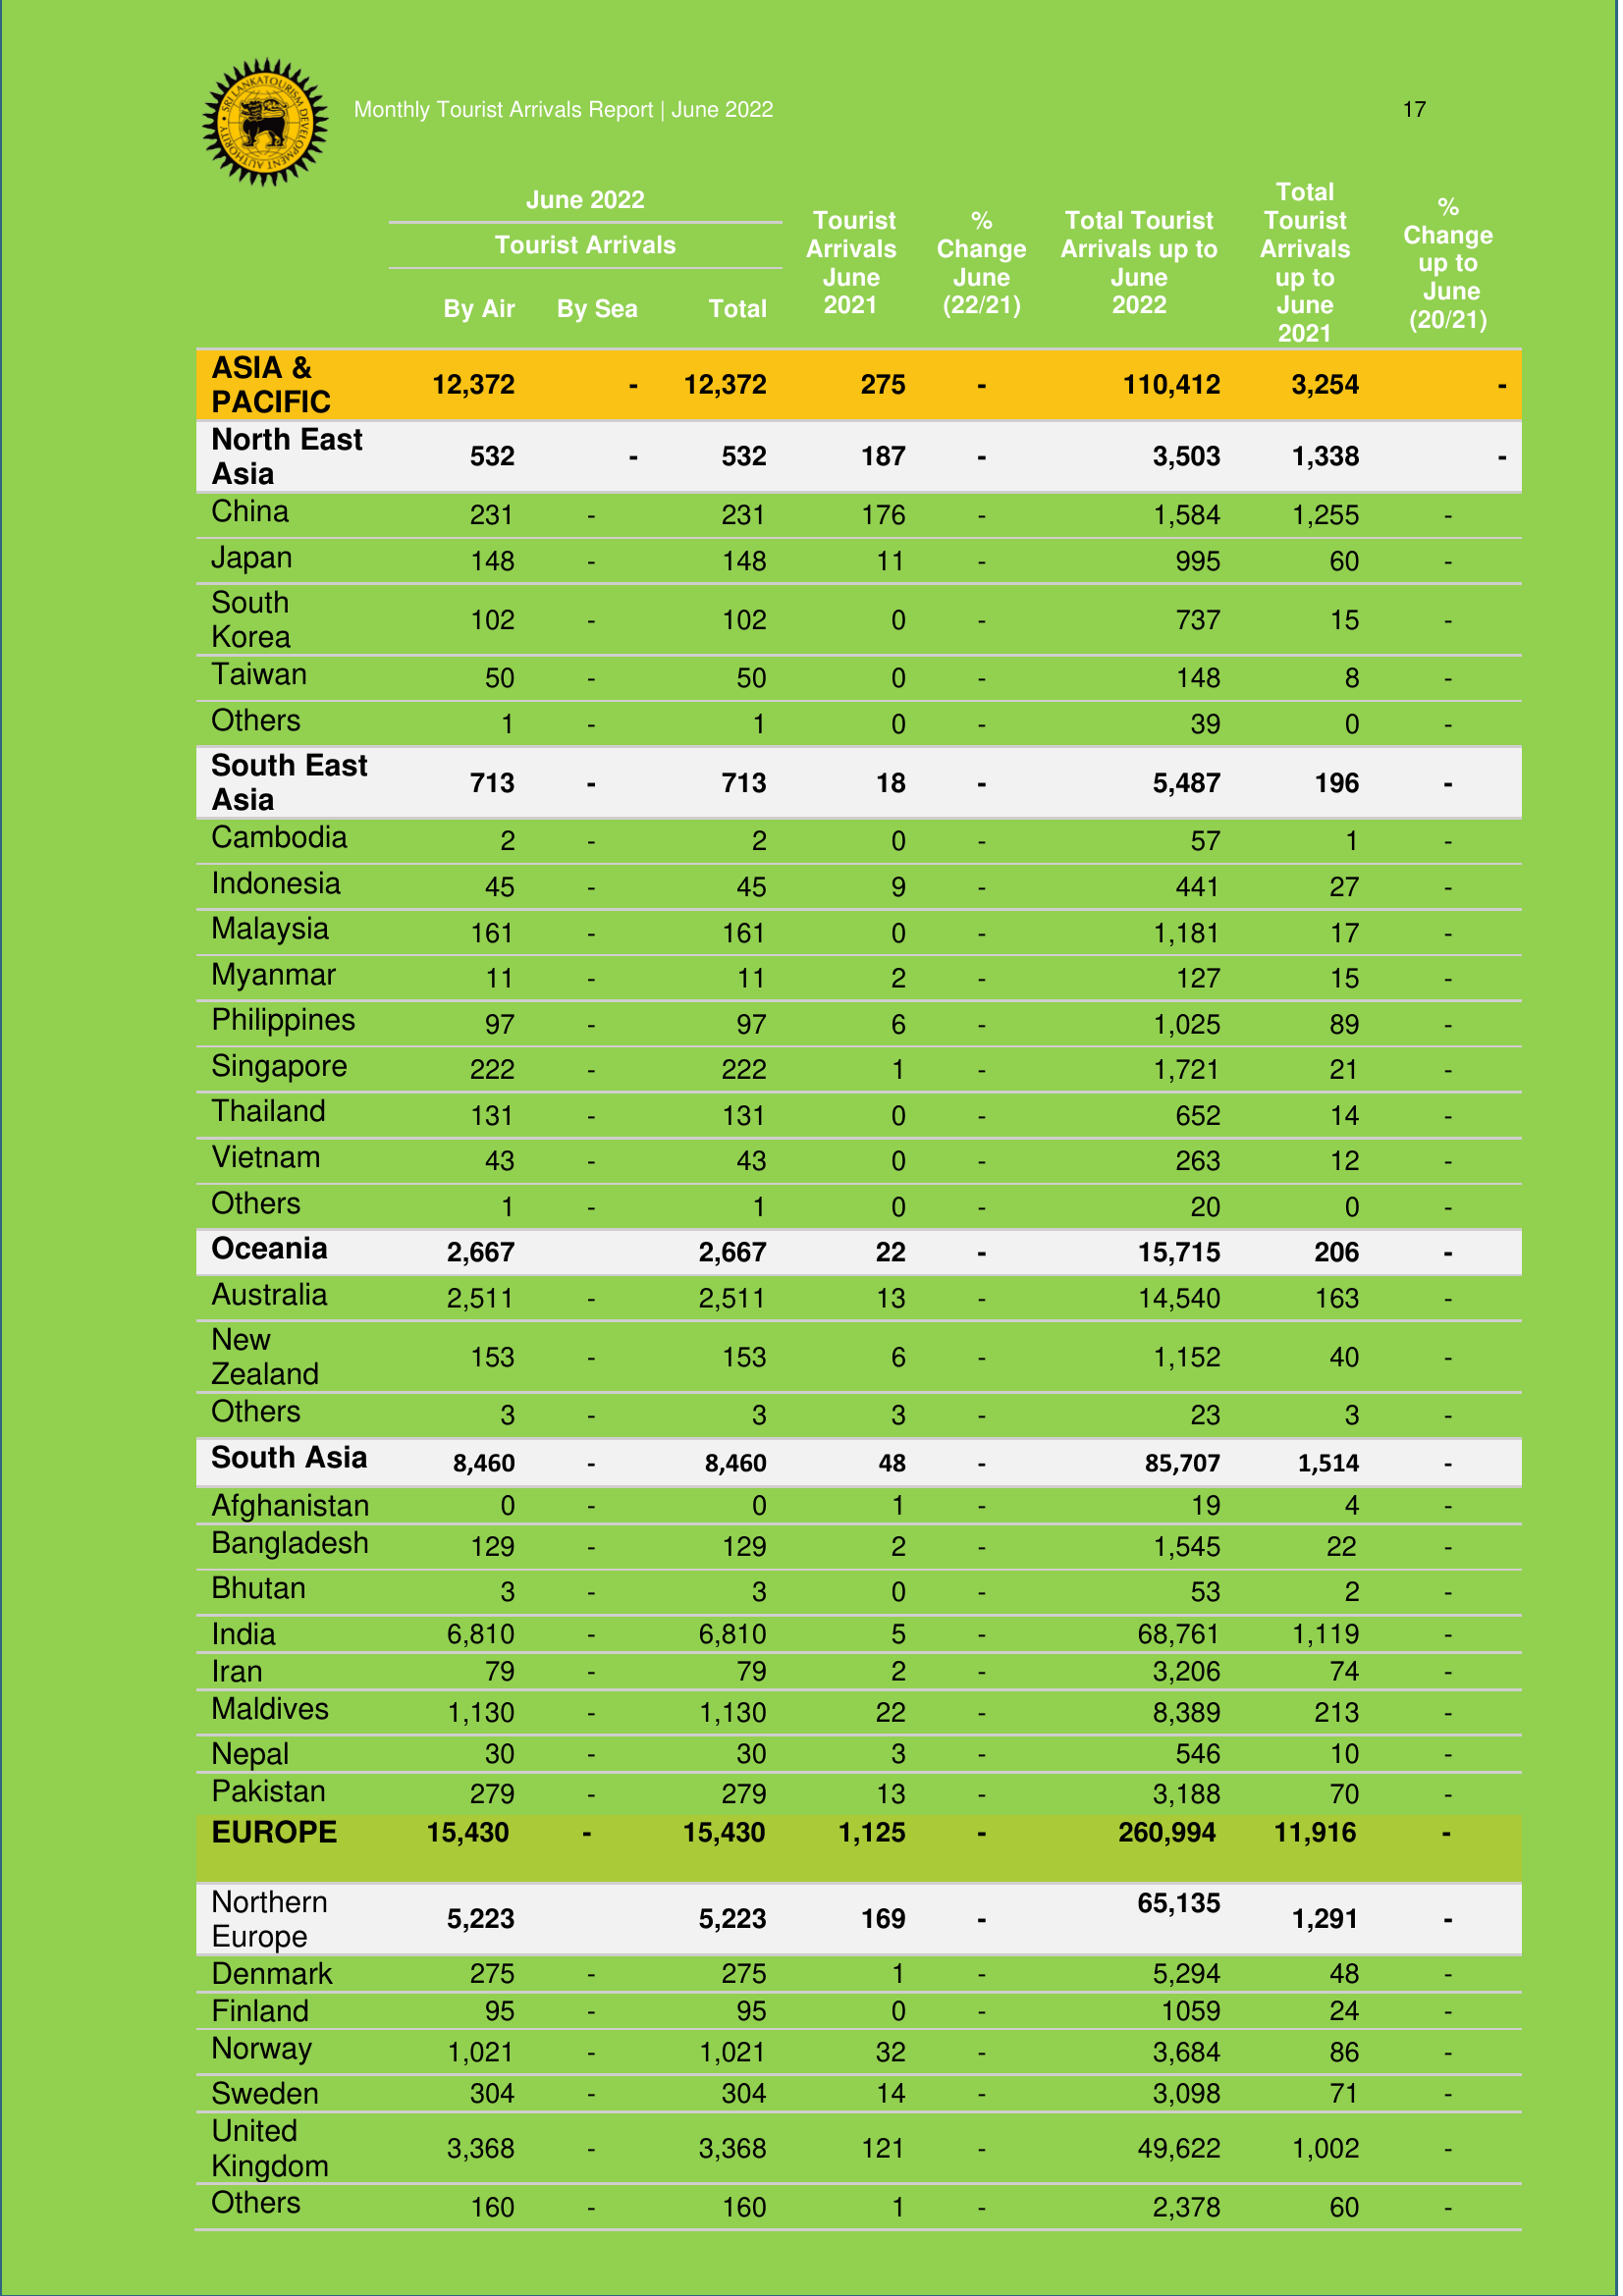 SRI LANKA TOURISM DEVELOPMENT AUTHORITY
Monthly Tourist Arrivals Report | June 2022 17
June 2022
Tourist Arrivals
By Air By Sea Total
Tourist
Arrivals
June
2021
%
Change
June
(22/21)
Total Tourist
Arrivals up to
June
2022
Total
Tourist
Arrivals
up to
June
2021
%
Change
up to
June
(20/21)
ASIA &
PACIFIC 12,372 - 12,372 275 - 110,412 3,254 -
North East
Asia 532 - 532 187 - 3,503 1,338 -
China 231 - 231 176 - 1,584 1,255 -
Japan 148 - 148 11 - 995 60 -
South
Korea 102 - 102 0 - 737 15 -
Taiwan 50 - 50 0 - 148 8 -
Others 1 - 1 0 - 39 0 -
South East
Asia 713 - 713 18 - 5,487 196 -
Cambodia 2 - 2 0 - 57 1 -
Indonesia 45 - 45 9 - 441 27 -
Malaysia 161 - 161 0 - 1,181 17 -
Myanmar 11 - 11 2 - 127 15 -
Philippines 97 - 97 6 - 1,025 89 -
Singapore 222 - 222 1 - 1,721 21 -
Thailand 131 - 131 0 - 652 14 -
Vietnam 43 - 43 0 - 263 12 -
Others 1 - 1 0 - 20 0 -
Oceania 2,667 2,667 22 - 15,715 206 -
Australia 2,511 - 2,511 13 - 14,540 163 -
New
Zealand 153 - 153 6 - 1,152 40 -
Others 3 - 3 3 - 23 3 -
South Asia 8,460 - 8,460 48 - 85,707 1,514 -
Afghanistan 0 - 0 1 - 19 4 -
Bangladesh 129 - 129 2 - 1,545 22 -
Bhutan 3 - 3 0 - 53 2 -
India 6,810 - 6,810 5 - 68,761 1,119 -
Iran 79 - 79 2 - 3,206 74 -
Maldives 1,130 - 1,130 22 - 8,389 213 -
Nepal 30 - 30 3 - 546 10 -
Pakistan 279 - 279 13 - 3,188 70 -
EUROPE 15,430 - 15,430 1,125 - 260,994 11,916 -
Northern
Europe 5,223 5,223 169 - 65,135 1,291 -
Denmark 275 - 275 1 - 5,294 48 -
Finland 95 - 95 0 - 1059 24 -
Norway 1,021 - 1,021 32 - 3,684 86 -
Sweden 304 - 304 14 - 3,098 71 -
United
Kingdom 3,368 - 3,368 121 - 49,622 1,002 -
Others 160 - 160 1 - 2,378 60 -